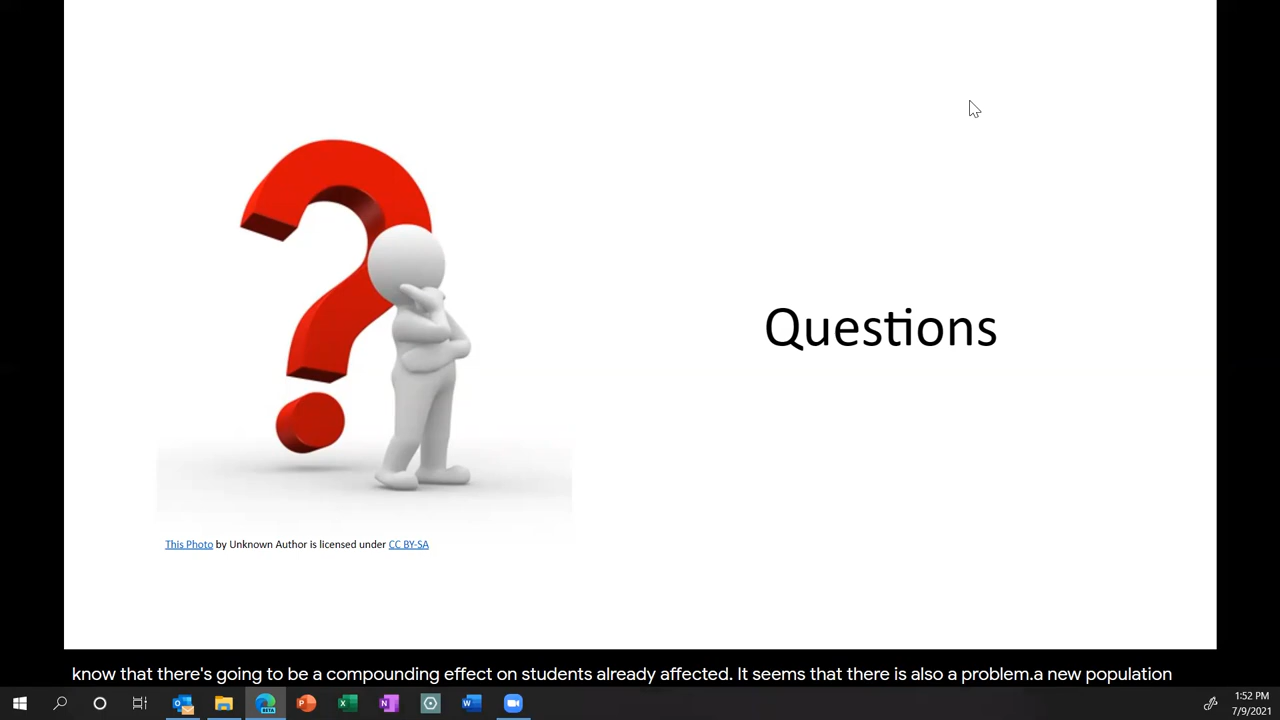 Questions
This Photo by Unknown Author is licensed under CC BY-SA
know that there's going to be a compounding effect on students already affected. It seems that there is also a problem.a new population
BETA
1:52 PM
7/9/2021